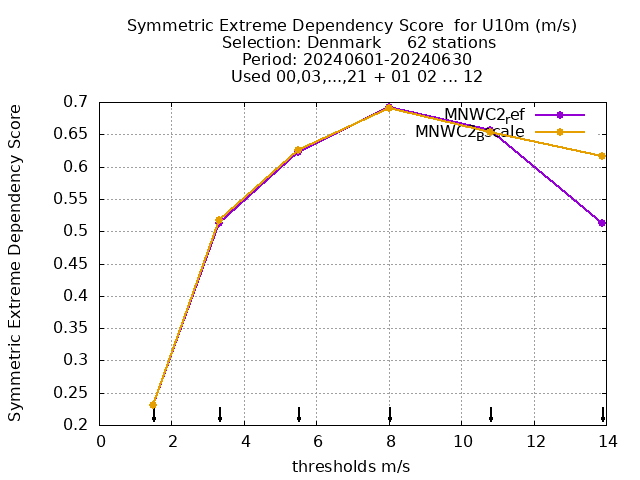 Symmetric Extreme Dependency Score for U10m (m/s)
Selection: Denmark 62 stations
Period: 20240601-20240630
Used 00,03,...,21 + 01 02 ... 12
Symmetric Extreme Dependency Score
0.7
0.65
0.6
0.55
0.5
0.45
0.4
0.35
0.3
0.25
0.2
MNWC2_ref
MNWC2_Bscale
0 2 4 6 8 10 12 14
thresholds m/s